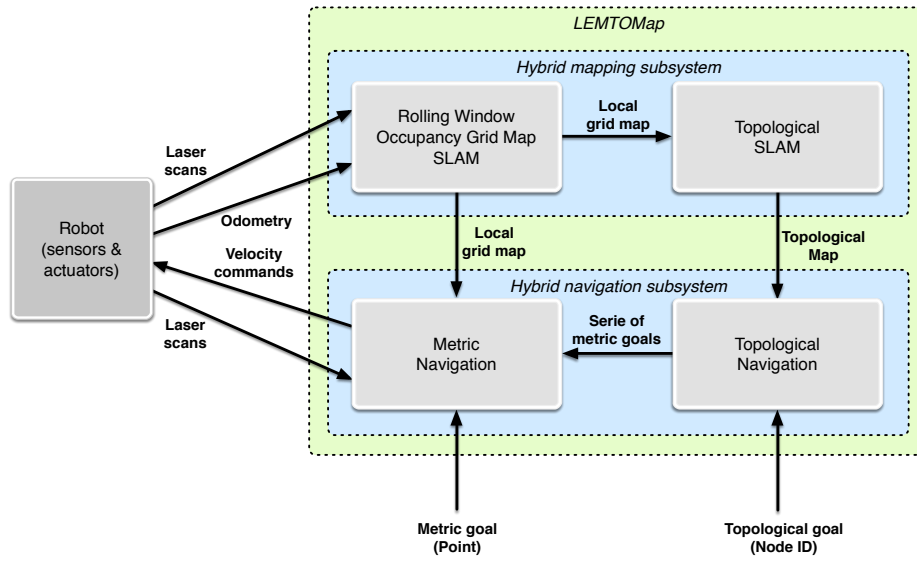 LEMTOMap
Hybrid mapping subsystem
Rolling Window
Occupancy Grid Map
SLAM
Local
grid map
Topological
SLAM
Laser
scans
Robot
(sensors &
actuators)
Odometry
Velocity
commands
Laser
scans
Local
grid map
Topological
Map
Hybrid navigation subsystem
Metric
Navigation
Serie of
metric goals
Topological
Navigation
Metric goal
(Point)
Topological goal
(Node ID)